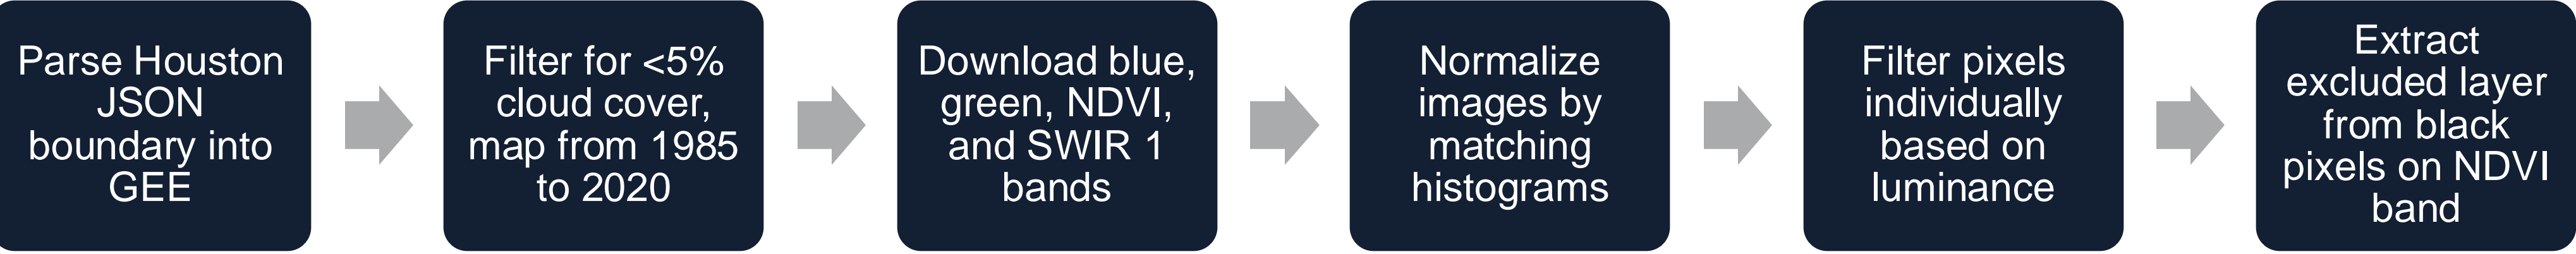 Parse Houston
JSON
boundary into
GEE
Filter for <5%
cloud cover,
map from 1985
to 2020
Download blue,
green, NDVI,
and SWIR 1
bands
Normalize
images by
matching
histograms
Filter pixels
individually
based on
luminance
Extract
excluded layer
from black
pixels on NDVI
band